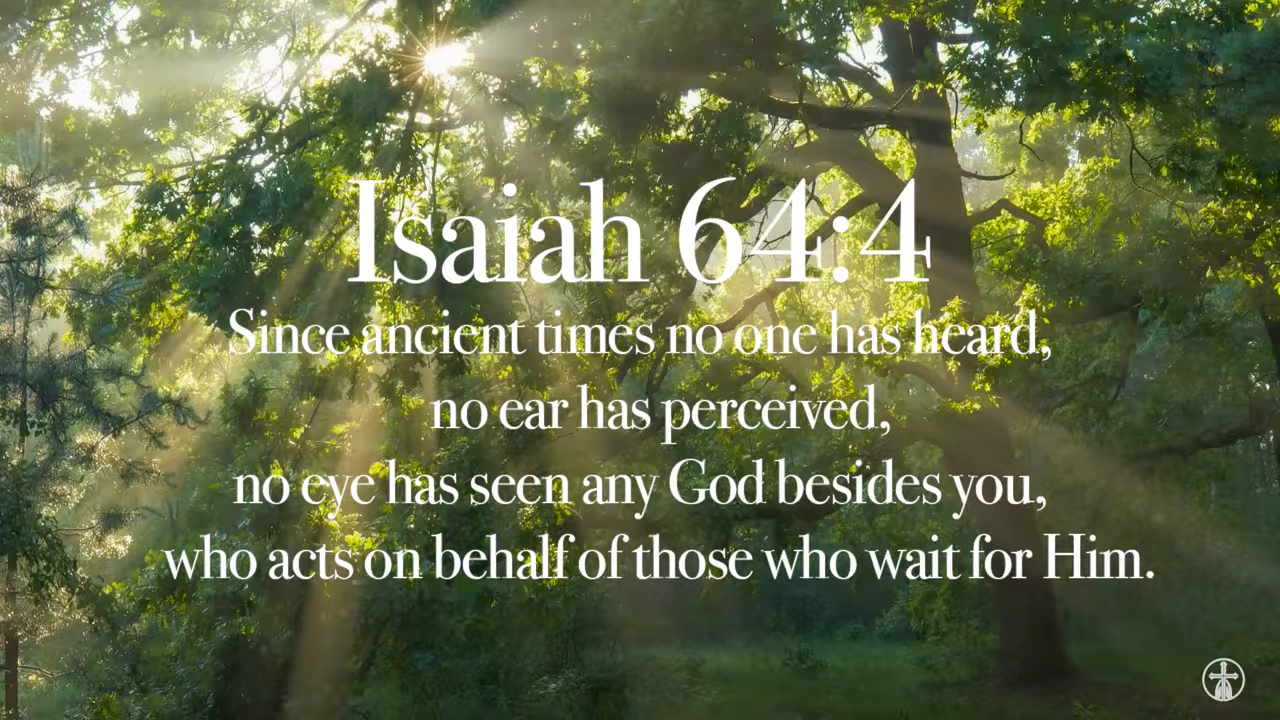 Isaiah 64:4
Since ancient times no one has heard,
no ear has perceived,
no eye has seen any God besides you,
who acts on behalf of those who wait for Him.